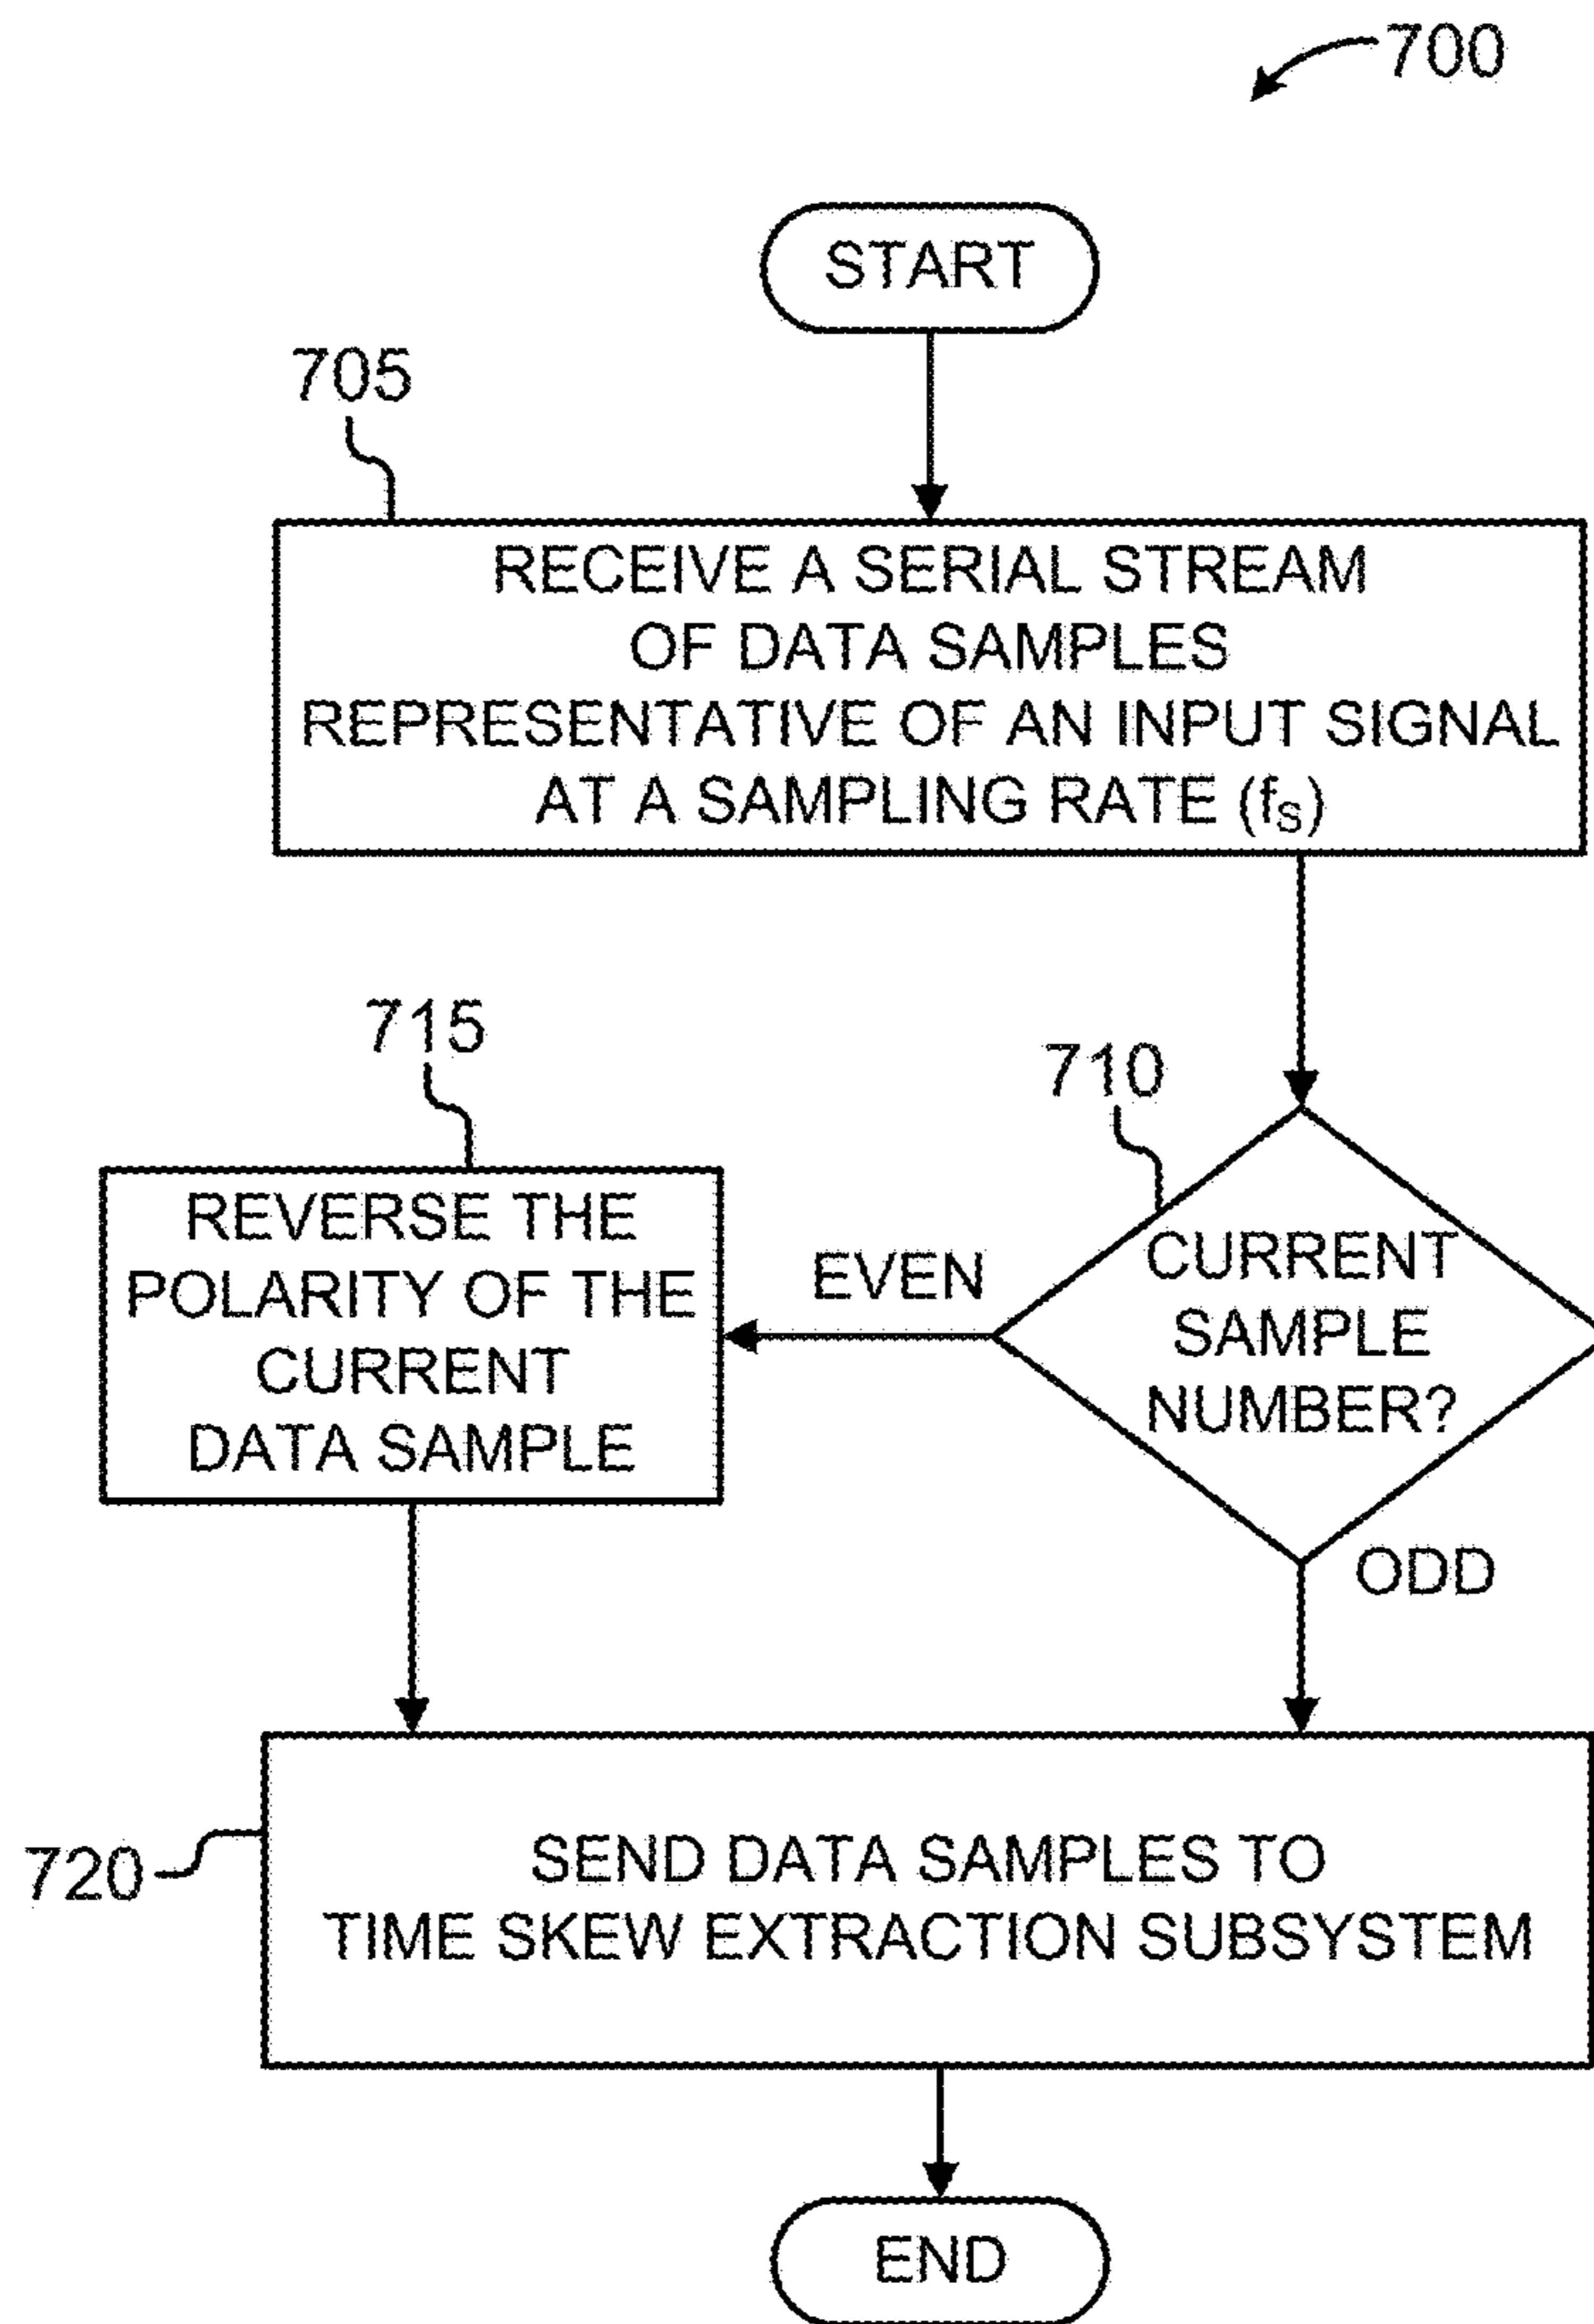 700
START
705
RECEIVE A SERIAL STREAM
OF DATA SAMPLES
REPRESENTATIVE OF AN INPUT SIGNAL
AT A SAMPLING RATE (fS)
715
710
REVERSE THE
POLARITY OF THE
CURRENT
DATA SAMPLE
EVEN
CURRENT
SAMPLE
NUMBER?
ODD
720
SEND DATA SAMPLES TO
TIME SKEW EXTRACTION SUBSYSTEM
END